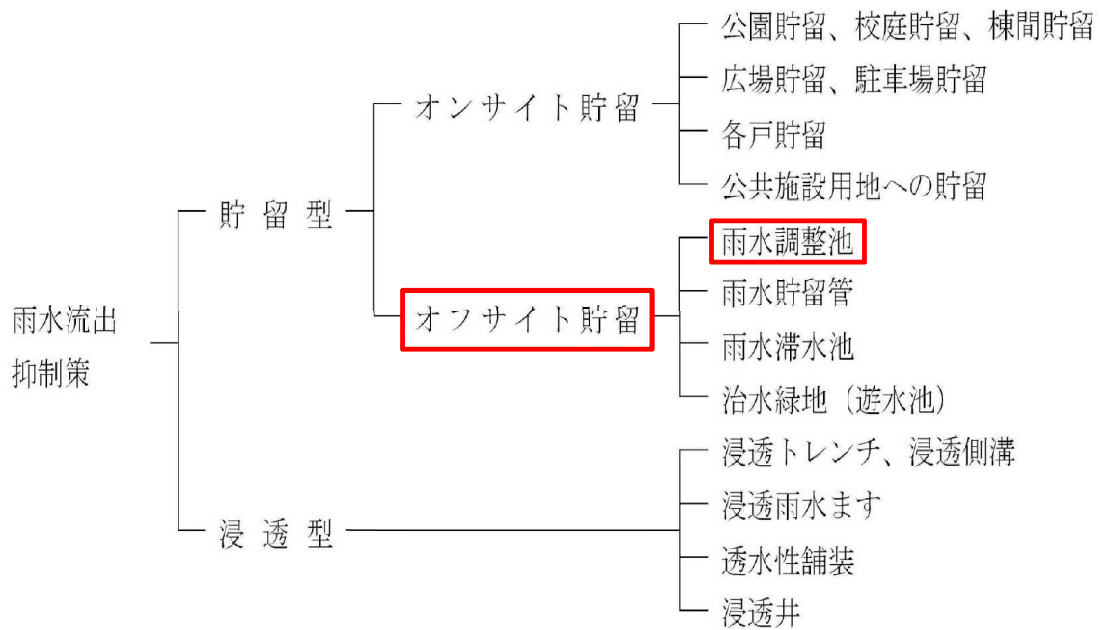 雨水流出
抑制策
貯留型
オンサイト貯留
公園貯留、校庭貯留、棟間貯留
広場貯留、駐車場貯留
各戸貯留
公共施設用地への貯留
オフサイト貯留
雨水調整池
雨水貯留管
雨水滞水池
治水緑地（遊水池）
浸透型
浸透トレンチ、浸透側溝
浸透雨水ます
透水性舗装
浸透井